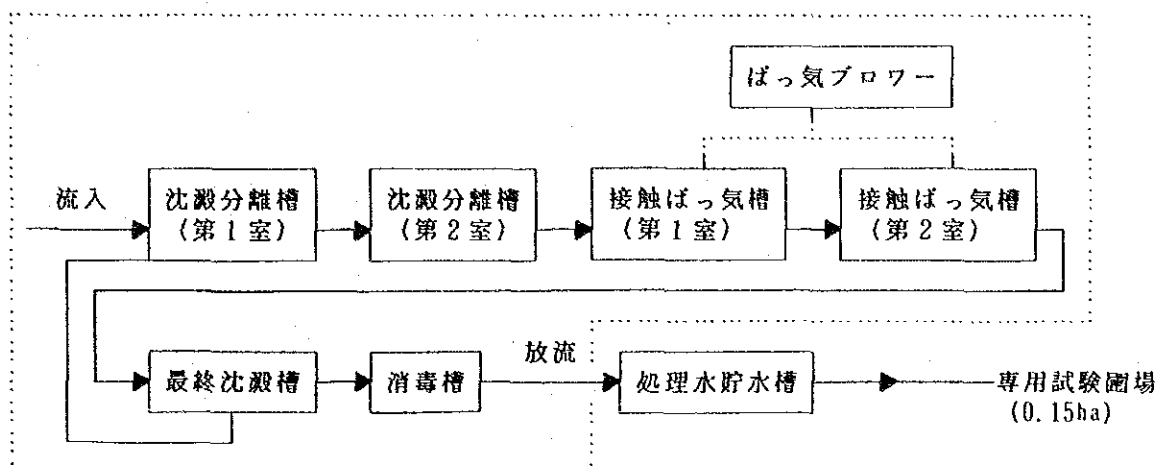 ばっ気ブロワー
流入
沈澱分離槽
(第1室)
沈澱分離槽
(第2室)
接触ばっ気槽
(第1室)
接触ばっ気槽
(第2室)
最終沈澱槽
消毒槽
放流
処理水貯水槽
専用試験圃場
(0.15ha)